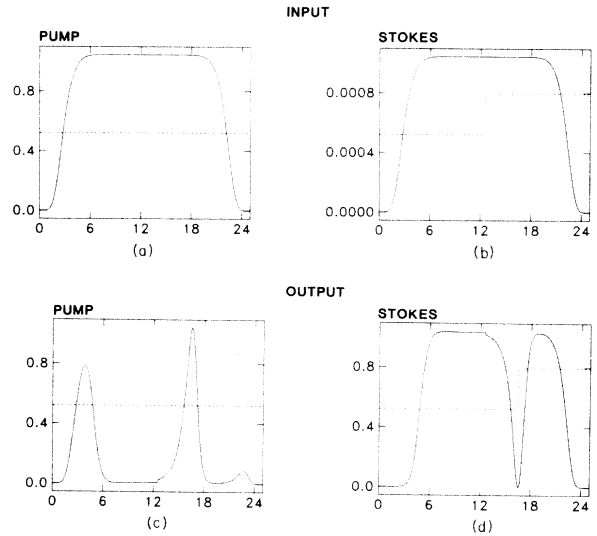 INPUT
PUMP
STOKES
0.8
0.4
0.0
0 6 12 18 24
(a)
0.0008
0.0004
0.0000
0 6 12 18 24
(b)
OUTPUT
PUMP
STOKES
0.8
0.4
0.0
0 6 12 18 24
(c)
0.8
0.4
0.0
0 6 12 18 24
(d)